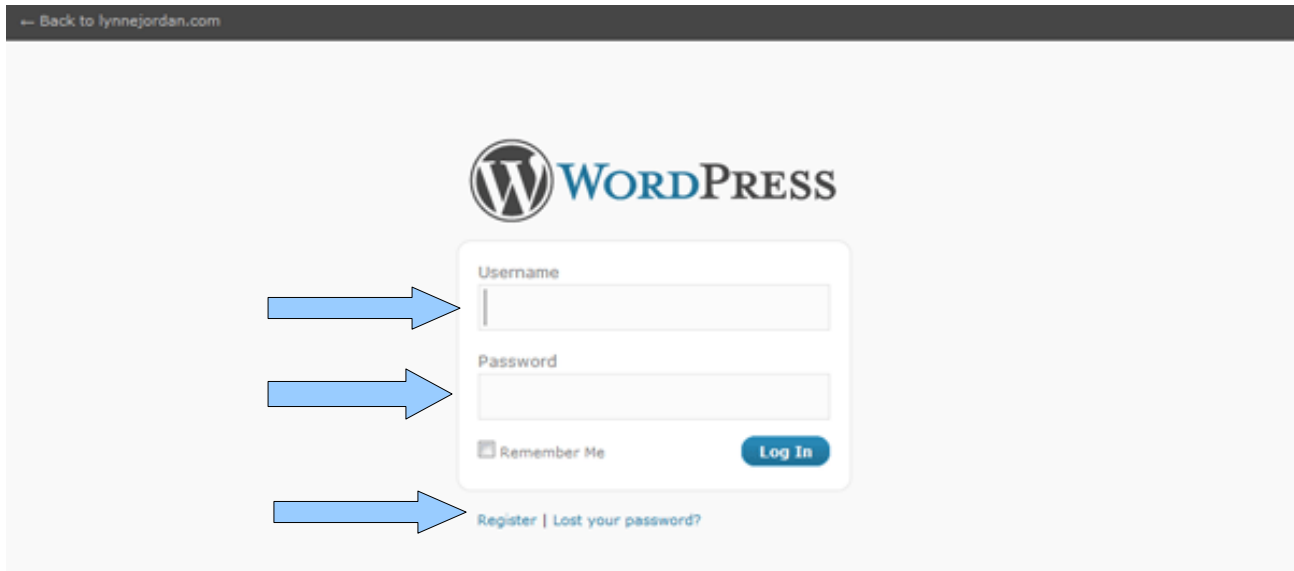 ← Back to lynnejordan.com
WORDPRESS
Username
Password
Remember Me
Log In
Register | Lost your password?